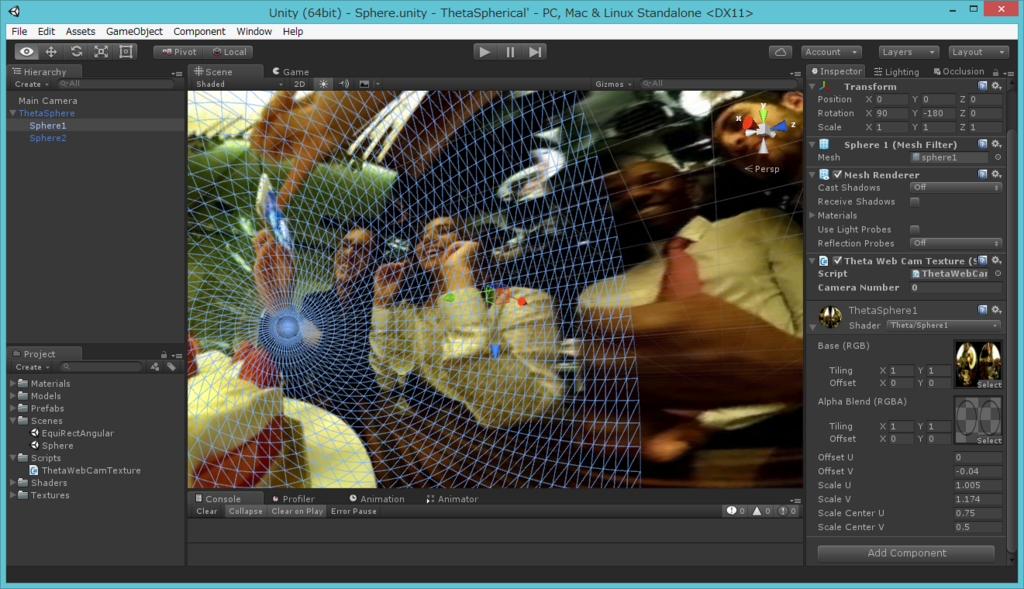 Unity (64bit) - Sphere.unity - ThetaSpherical' - PC, Mac & Linux Standalone <DX11>
File Edit Assets GameObject Component Window Help
Pivot Local Account Layers Layout
Hierarchy
Create All
Main Camera
ThetaSphere
Sphere1
Sphere2
Project
Create
Materials
Models
Prefabs
Scenes
EquiRectAngular
Sphere
Scripts
ThetaWebCamTexture
Shaders
Textures
Scene Game
Shaded 2D Gizmos All
y
x z
Persp
Console Profiler Animation Animator
Clear Collapse Clear on Play Error Pause 0 0 0
Inspector Lighting Occlusion
Transform
Position X 0 Y 0 Z 0
Rotation X 90 Y -180 Z 0
Scale X 1 Y 1 Z 1
Sphere 1 (Mesh Filter)
Mesh sphere1
Mesh Renderer
Cast Shadows Off
Receive Shadows
Materials
Use Light Probes
Reflection Probes Off
Theta Web Cam Texture (S
Script ThetaWebCar
Camera Number 0
ThetaSphere1
Shader Theta/Sphere1
Base (RGB)
Tiling X 1 Y 1
Offset X 0 Y 0
Select
Alpha Blend (RGBA)
Tiling X 1 Y 1
Offset X 0 Y 0
Select
Offset U 0
Offset V -0.04
Scale U 1.005
Scale V 1.174
Scale Center U 0.75
Scale Center V 0.5
Add Component